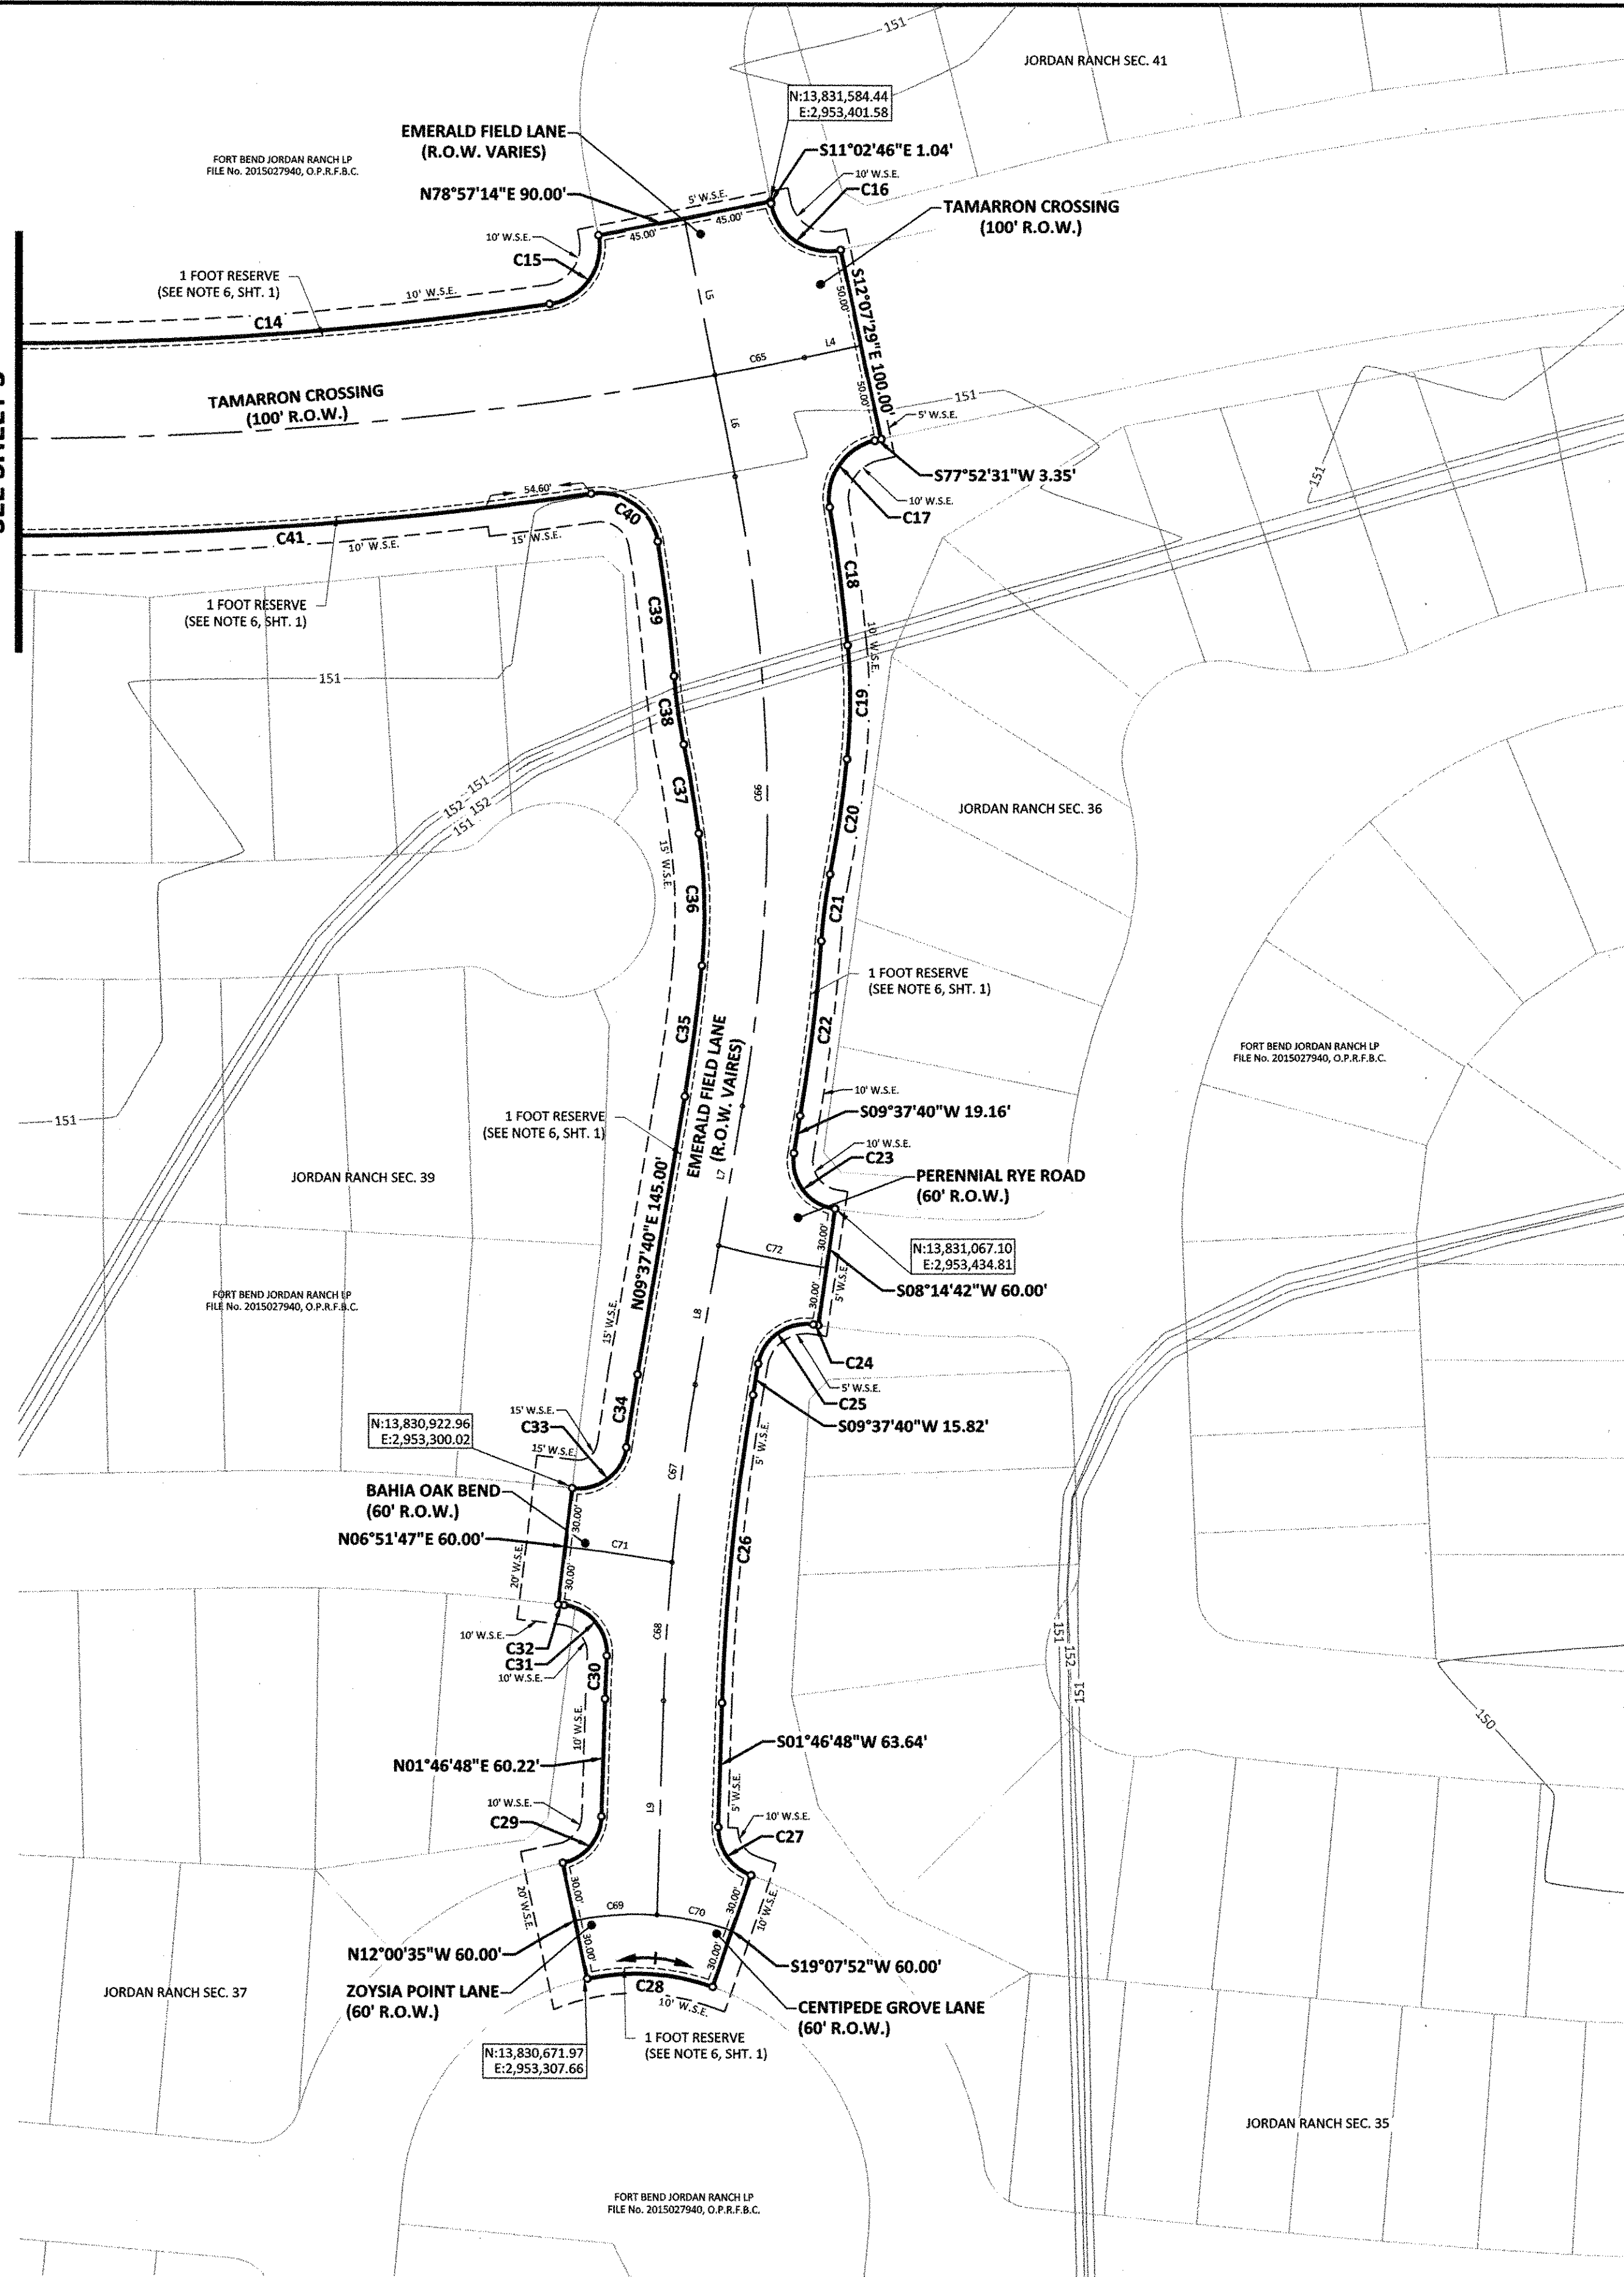 151
JORDAN RANCH SEC. 41
N:13,831,584.44
E:2,953,401.58
EMERALD FIELD LANE
(R.O.W. VARIES)
S11°02'46"E 1.04'
FORT BEND JORDAN RANCH LP
FILE No. 2015027940, O.P.R.F.B.C.
10' W.S.E.
C16
N78°57'14"E 90.00'
5' W.S.E.
45.00'
45.00'
TAMARRON CROSSING
(100' R.O.W.)
10' W.S.E.
C15
1 FOOT RESERVE
(SEE NOTE 6, SHT. 1)
10' W.S.E.
C14
L5
S12°07'29"E 100.00'
50.00'
50.00'
C65
L4
TAMARRON CROSSING
(100' R.O.W.)
151
5' W.S.E.
L6
S77°52'31"W 3.35'
151
10' W.S.E.
C17
54.60'
C40
C41
10' W.S.E.
15' W.S.E.
C18
1 FOOT RESERVE
(SEE NOTE 6, SHT. 1)
C39
10' W.S.E.
151
C38
C19
152
151
152
151
C37
C66
C20
JORDAN RANCH SEC. 36
15' W.S.E.
C36
C21
1 FOOT RESERVE
(SEE NOTE 6, SHT. 1)
C35
C22
EMERALD FIELD LANE
(R.O.W. VAIRES)
FORT BEND JORDAN RANCH LP
FILE No. 2015027940, O.P.R.F.B.C.
10' W.S.E.
S09°37'40"W 19.16'
151
1 FOOT RESERVE
(SEE NOTE 6, SHT. 1)
10' W.S.E.
C23
PERENNIAL RYE ROAD
(60' R.O.W.)
JORDAN RANCH SEC. 39
N09°37'40"E 145.00'
L7
C72
30.00'
N:13,831,067.10
E:2,953,434.81
S08°14'42"W 60.00'
5' W.S.E.
30.00'
FORT BEND JORDAN RANCH LP
FILE No. 2015027940, O.P.R.F.B.C.
15' W.S.E.
L8
C24
5' W.S.E.
C25
S09°37'40"W 15.82'
15' W.S.E.
C33
C34
N:13,830,922.96
E:2,953,300.02
15' W.S.E.
5' W.S.E.
C67
BAHIA OAK BEND
(60' R.O.W.)
30.00'
N06°51'47"E 60.00'
C71
C26
20' W.S.E.
30.00'
10' W.S.E.
C32
C31
10' W.S.E.
C68
C30
151
152
151
150
10' W.S.E.
S01°46'48"W 63.64'
N01°46'48"E 60.22'
5' W.S.E.
10' W.S.E.
C29
L9
10' W.S.E.
C27
20' W.S.E.
30.00'
C69
C70
30.00'
10' W.S.E.
N12°00'35"W 60.00'
30.00'
30.00'
S19°07'52"W 60.00'
ZOYSIA POINT LANE
(60' R.O.W.)
C28
10' W.S.E.
CENTIPEDE GROVE LANE
(60' R.O.W.)
JORDAN RANCH SEC. 37
1 FOOT RESERVE
(SEE NOTE 6, SHT. 1)
N:13,830,671.97
E:2,953,307.66
JORDAN RANCH SEC. 35
FORT BEND JORDAN RANCH LP
FILE No. 2015027940, O.P.R.F.B.C.